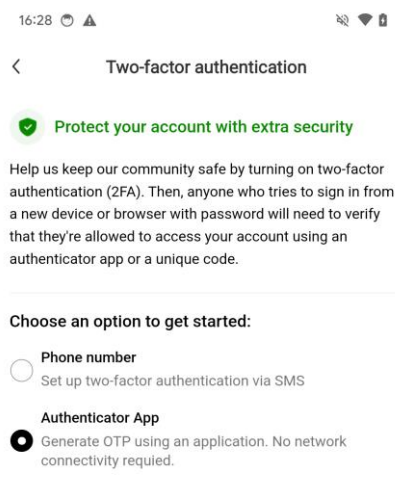 16:28
Two-factor authentication
Protect your account with extra security
Help us keep our community safe by turning on two-factor
authentication (2FA). Then, anyone who tries to sign in from
a new device or browser with password will need to verify
that they're allowed to access your account using an
authenticator app or a unique code.
Choose an option to get started:
Phone number
Set up two-factor authentication via SMS
Authenticator App
Generate OTP using an application. No network
connectivity requied.